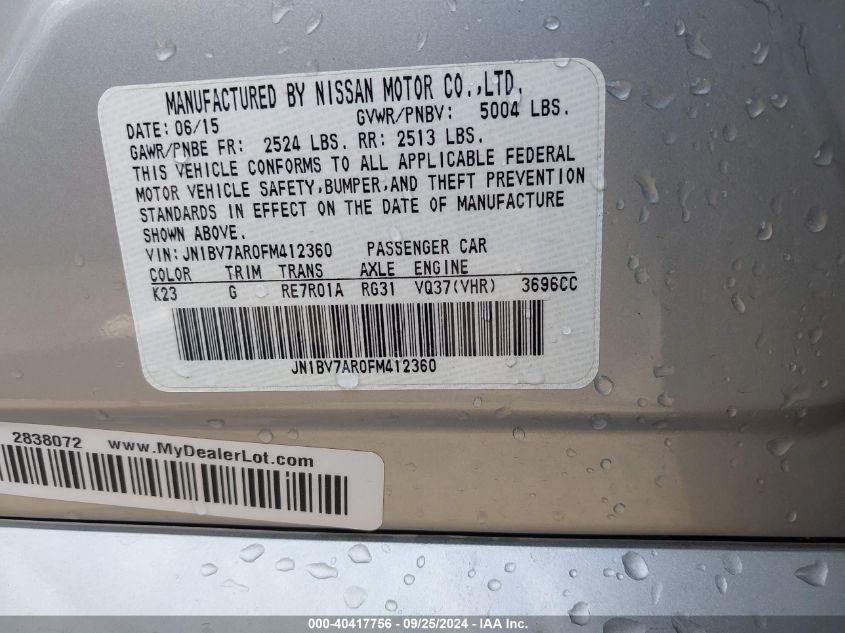 MANUFACTURED BY NISSAN MOTOR CO.,LTD.
DATE: 06/15 GVWR/PNBV: 5004 LBS.
GAWR/PNBE FR: 2524 LBS. RR: 2513 LBS.
THIS VEHICLE CONFORMS TO ALL APPLICABLE FEDERAL
MOTOR VEHICLE SAFETY,BUMPER,AND THEFT PREVENTION
STANDARDS IN EFFECT ON THE DATE OF MANUFACTURE
SHOWN ABOVE.
VIN:JN1BV7AR0FM412360 PASSENGER CAR
COLOR TRIM TRANS AXLE ENGINE
K23 G RE7R01A RG31 VQ37(VHR) 3696CC
JN1BV7AR0FM412360
2838072 www.MyDealerLot.com
000-40417756 - 09/25/2024 - IAA Inc.